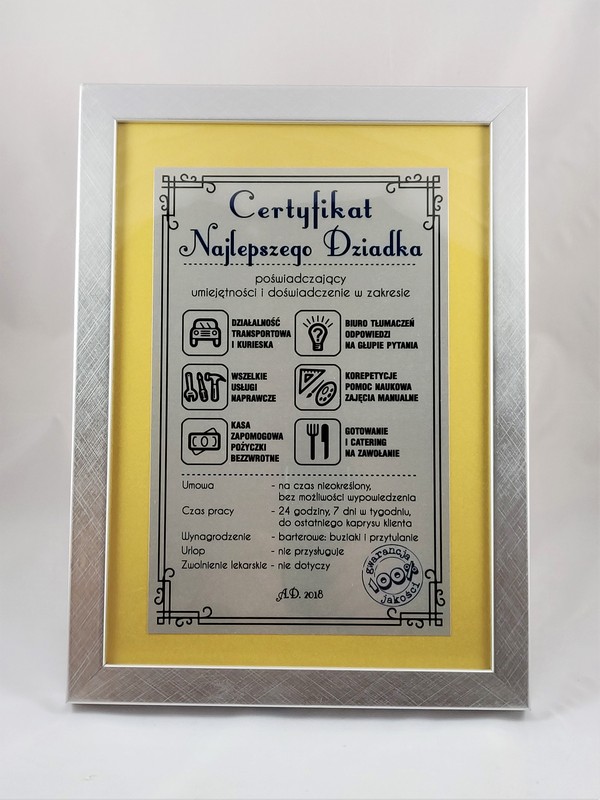 Certyfikat
Najlepszego Dziadka
poświadczający
umiejętności i doświadczenie w zakresie
DZIAŁALNOŚĆ
TRANSPORTOWA
I KURIESKA
BIURO TŁUMACZEŃ
ODPOWIEDZI
NA GŁUPIE PYTANIA
WSZELKIE
USŁUGI
NAPRAWCZE
KOREPETYCJE
POMOC NAUKOWA
ZAJĘCIA MANUALNE
KASA
ZAPOMOGOWA
POŻYCZKI
BEZZWROTNE
GOTOWANIE
I CATERING
NA ZAWOŁANIE
Umowa - na czas nieokreślony,
bez możliwości wypowiedzenia
Czas pracy - 24 godziny, 7 dni w tygodniu,
do ostatniego kaprysu klienta
Wynagrodzenie - barterowe: buziaki i przytulanie
Urlop - nie przysługuje
Zwolnienie lekarskie - nie dotyczy
A.D. 2018
gwarancja
jakości